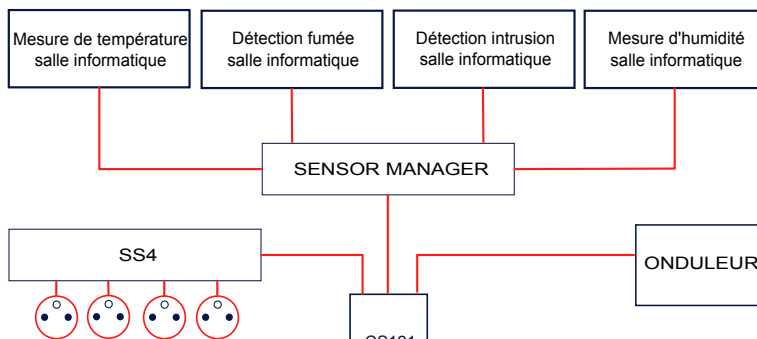 Mesure de température
salle informatique
Détection fumée
salle informatique
Détection intrusion
salle informatique
Mesure d'humidité
salle informatique
SENSOR MANAGER
SS4
ONDULEUR